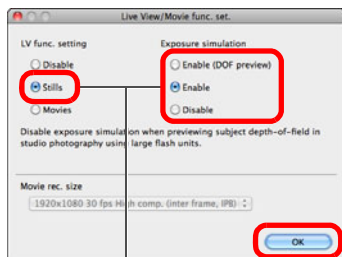 Live View/Movie func. set.
LV func. setting
Exposure simulation
Disable
Enable (DOF preview)
Stills
Enable
Movies
Disable
Disable exposure simulation when previewing subject depth-of-field in
studio photography using large flash units.
Movie rec. size
1920x1080 30 fps High comp. (inter frame, IPB)
OK